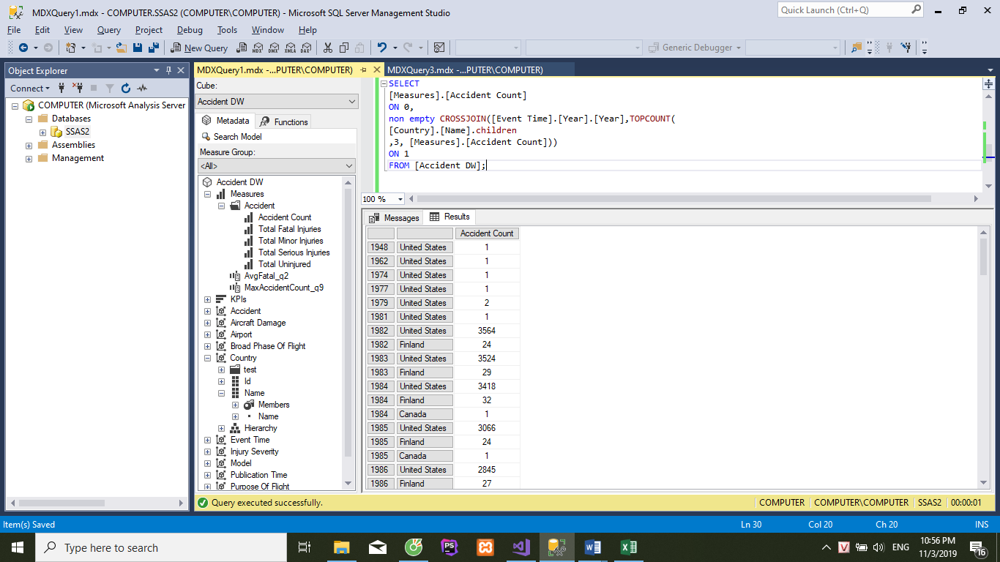 MDXQuery1.mdx - COMPUTER.SSAS2 (COMPUTER\COMPUTER) - Microsoft SQL Server Management Studio
Quick Launch (Ctrl+Q)
File Edit View Query Project Debug Tools Window Help
New Query MDX DMX XMLA DAX Generic Debugger
Object Explorer
Connect
COMPUTER (Microsoft Analysis Server
Databases
SSAS2
Assemblies
Management
MDXQuery1.mdx -...PUTER\COMPUTER) MDXQuery3.mdx -...PUTER\COMPUTER)
Cube:
Accident DW
Metadata Functions
Search Model
Measure Group:
<All>
Accident DW
Measures
Accident
Accident Count
Total Fatal Injuries
Total Minor Injuries
Total Serious Injuries
Total Uninjured
AvgFatal_q2
MaxAccidentCount_q9
KPIs
Accident
Aircraft Damage
Airport
Broad Phase Of Flight
Country
test
Id
Name
Members
Name
Hierarchy
Event Time
Injury Severity
Model
Publication Time
Purpose Of Flight
SELECT
[Measures].[Accident Count]
ON 0,
non empty CROSSJOIN([Event Time].[Year].[Year],TOPCOUNT(
[Country].[Name].children
,3, [Measures].[Accident Count]))
ON 1
FROM [Accident DW];
100 %
Messages Results
Accident Count
1948 United States 1
1962 United States 1
1974 United States 1
1977 United States 1
1979 United States 2
1981 United States 1
1982 United States 3564
1982 Finland 24
1983 United States 3524
1983 Finland 29
1984 United States 3418
1984 Finland 32
1984 Canada 1
1985 United States 3066
1985 Finland 24
1985 Canada 1
1986 United States 2845
1986 Finland 27
Query executed successfully. COMPUTER COMPUTER\COMPUTER SSAS2 00:00:01
Item(s) Saved Ln 30 Col 20 Ch 20 INS
Type here to search
PS
V
ENG
10:56 PM
11/3/2019
16